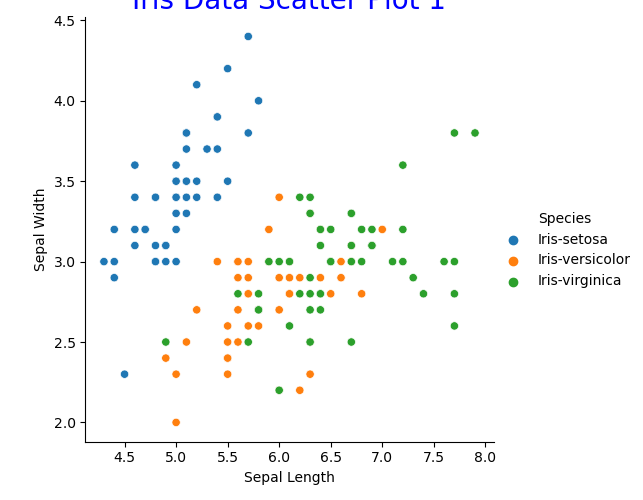 Iris Data Scatter Plot 1
4.5
4.0
3.5
3.0
2.5
2.0
Sepal Width
4.5 5.0 5.5 6.0 6.5 7.0 7.5 8.0
Sepal Length
Species
Iris-setosa
Iris-versicolor
Iris-virginica